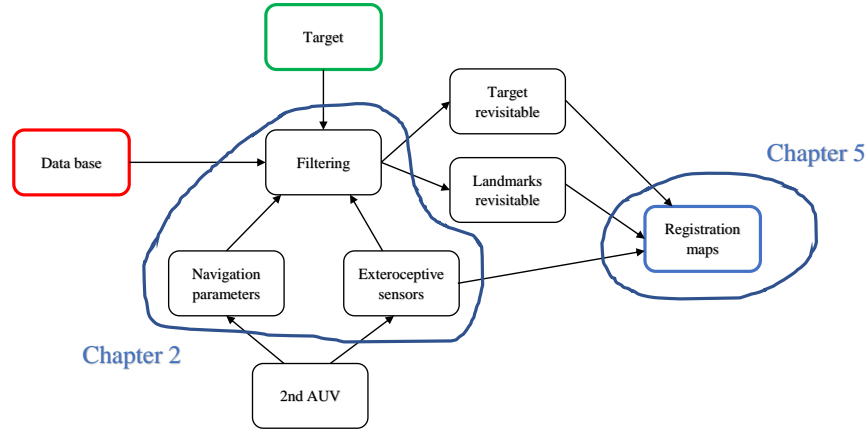 Target
Target
revisitable
Data base
Filtering
Chapter 5
Landmarks
revisitable
Registration
maps
Navigation
parameters
Exteroceptive
sensors
Chapter 2
2nd AUV